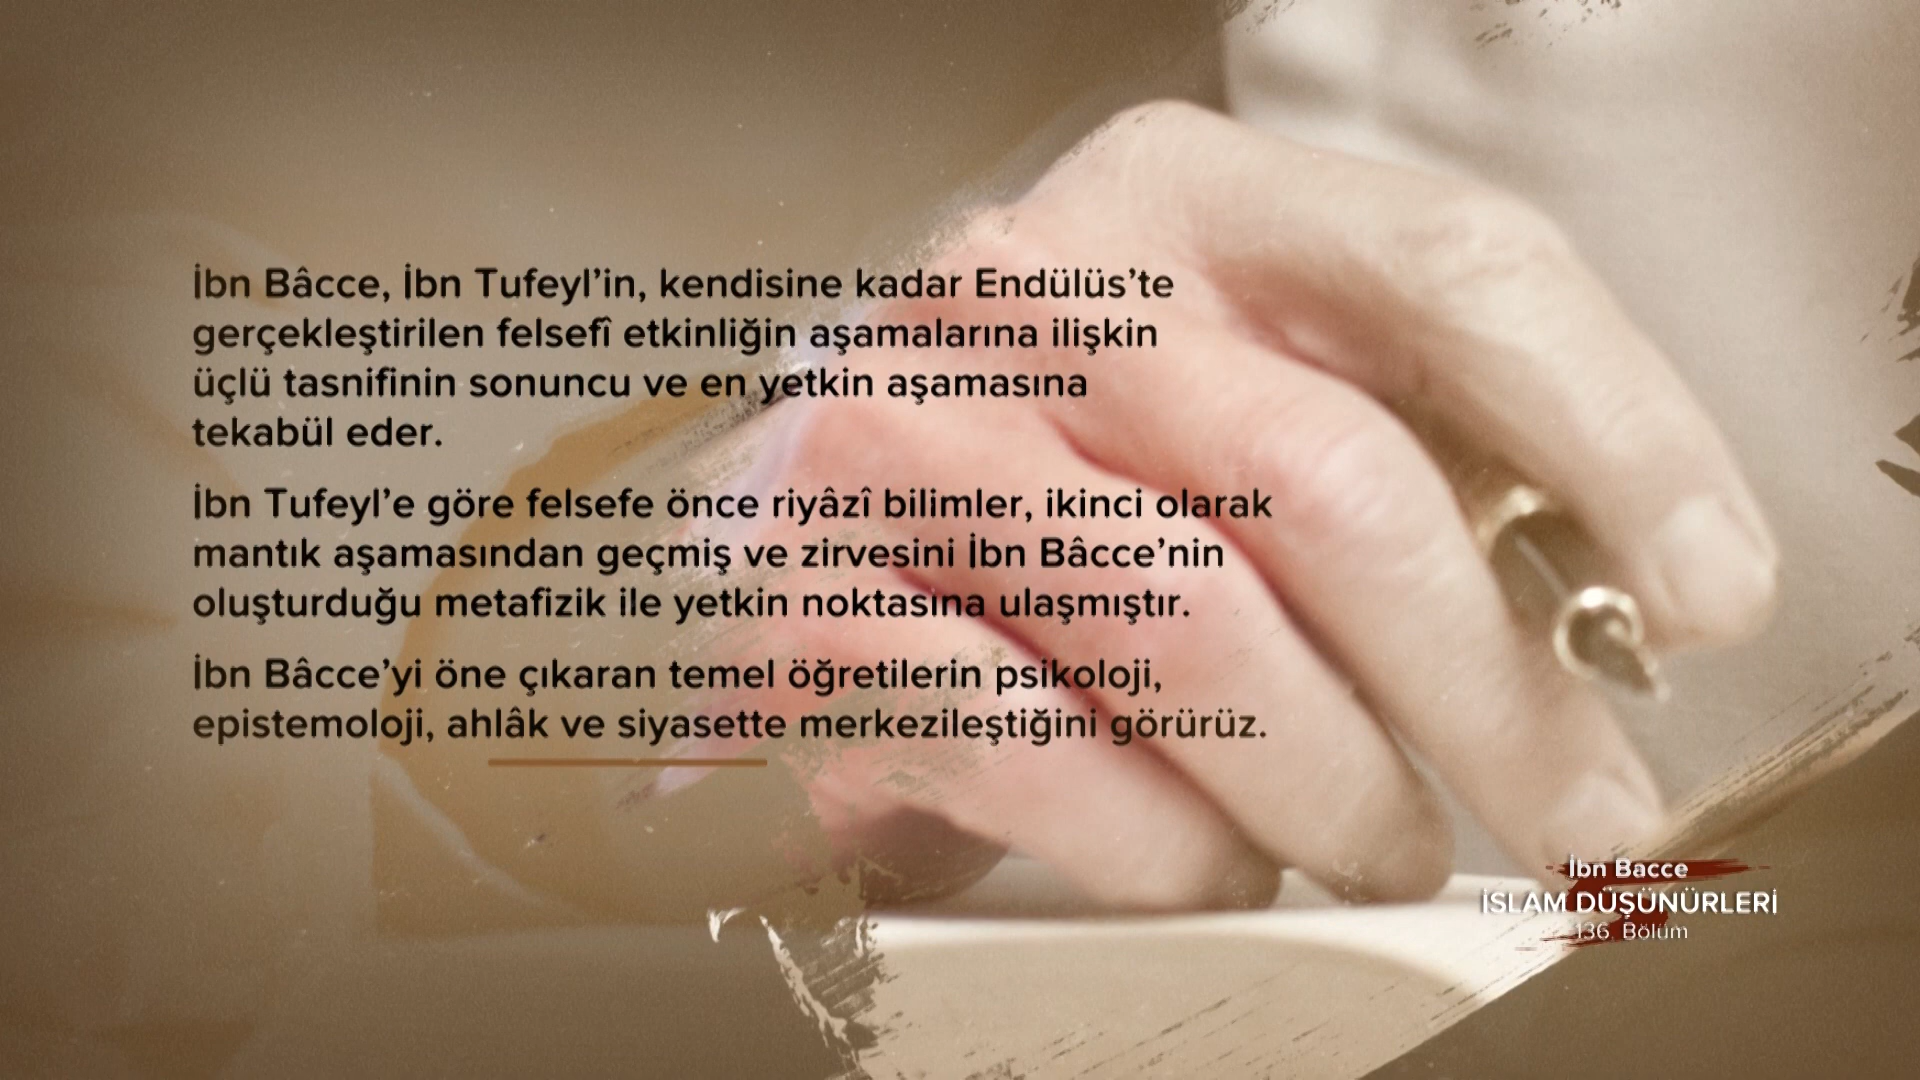 İbn Bâcce, İbn Tufeyl’in, kendisine kadar Endülüs’te
gerçekleştirilen felsefî etkinliğin aşamalarına ilişkin
üçlü tasnifinin sonuncu ve en yetkin aşamasına
tekabül eder.
İbn Tufeyl’e göre felsefe önce riyâzî bilimler, ikinci olarak
mantık aşamasından geçmiş ve zirvesini İbn Bâcce’nin
oluşturduğu metafizik ile yetkin noktasına ulaşmıştır.
İbn Bâcce’yi öne çıkaran temel öğretilerin psikoloji,
epistemoloji, ahlâk ve siyasette merkezileştiğini görürüz.
İbn Bacce
İSLAM DÜŞÜNÜRLERİ
136. Bölüm